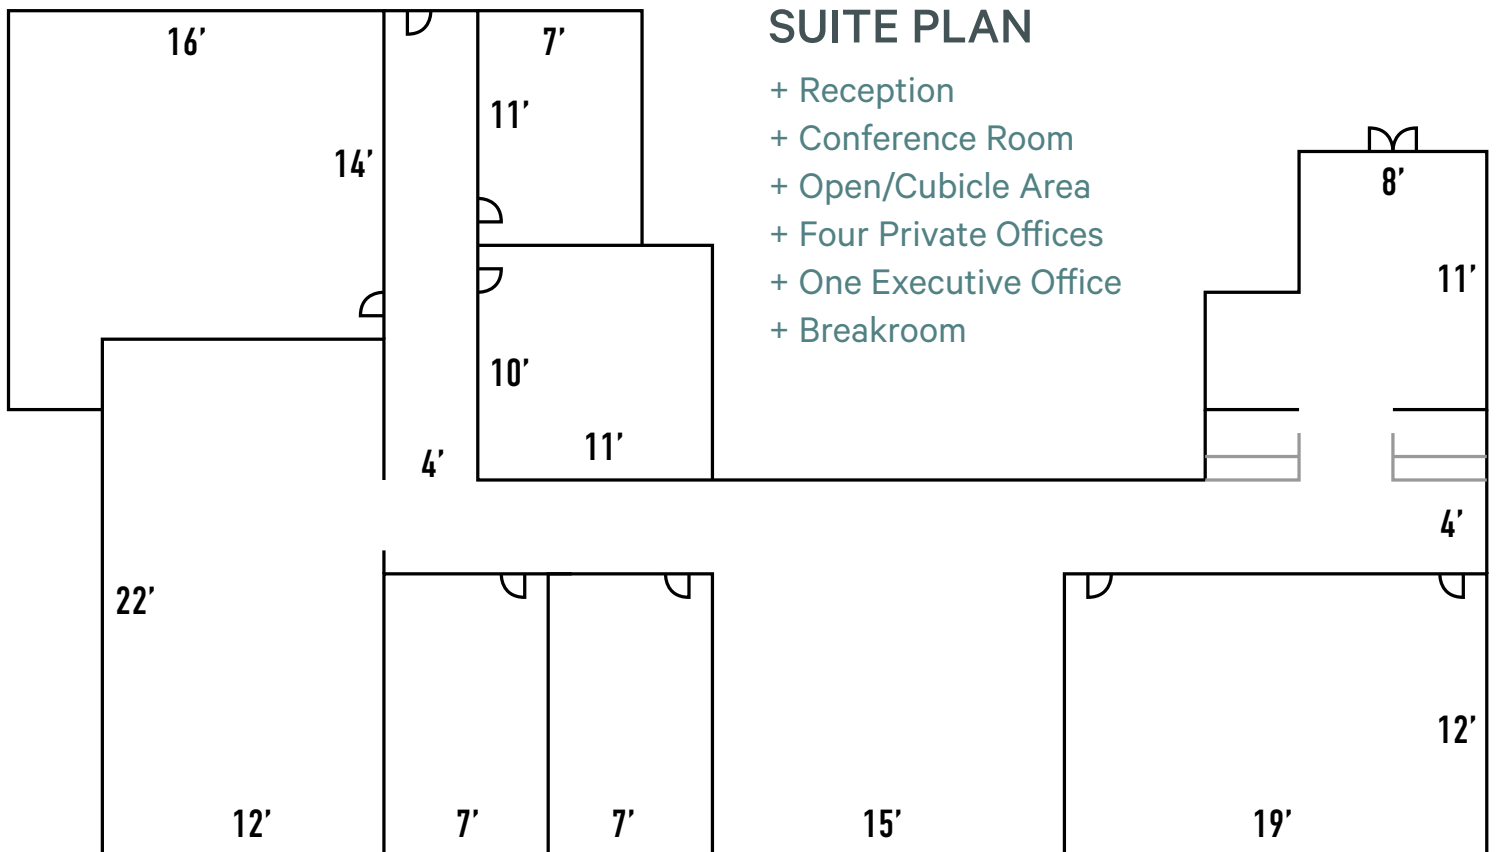 SUITE PLAN
+ Reception
+ Conference Room
+ Open/Cubicle Area
+ Four Private Offices
+ One Executive Office
+ Breakroom
16’
7’
11’
14’
8’
11’
10’
11’
4’
4’
22’
12’
12’
7’
7’
15’
19’